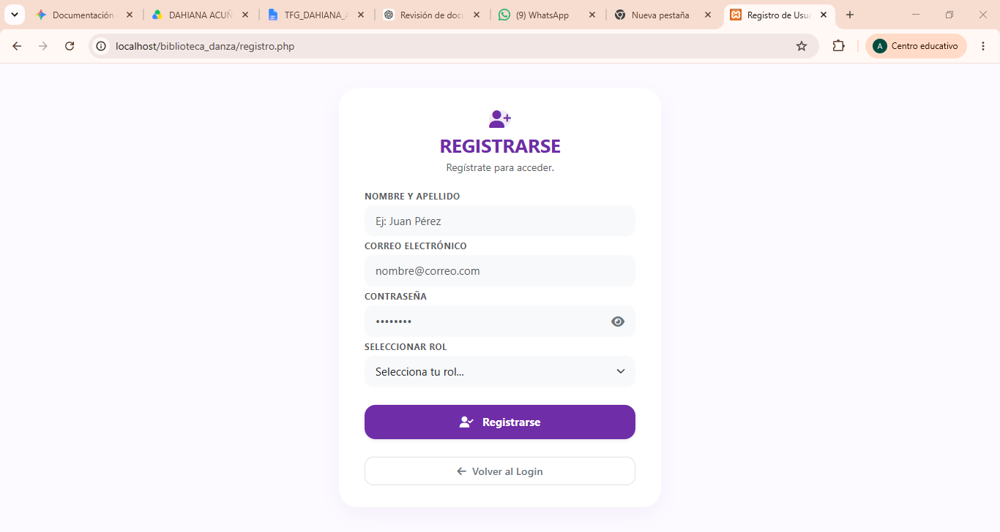 Documentación
DAHIANA ACUÑ
TFG_DAHIANA_A
Revisión de docu
(9) WhatsApp
Nueva pestaña
Registro de Usua
localhost/biblioteca_danza/registro.php
A
Centro educativo
REGISTRARSE
Regístrate para acceder.
NOMBRE Y APELLIDO
Ej: Juan Pérez
CORREO ELECTRÓNICO
nombre@correo.com
CONTRASEÑA
••••••••
SELECCIONAR ROL
Selecciona tu rol...
Registrarse
Volver al Login